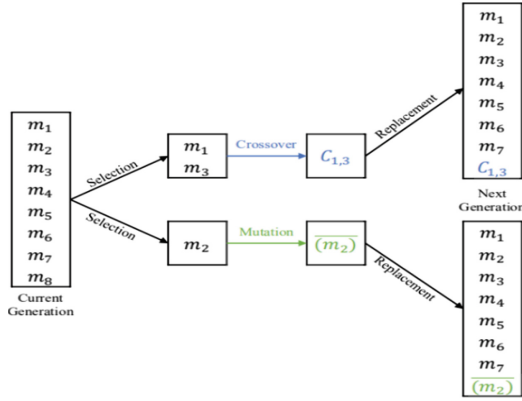 m₁
m₂
m₃
m₄
m₅
m₆
m₇
m₈
Current
Generation
Selection
Selection
m₁
m₃
Crossover
C₁,₃
Replacement
m₂
Mutation
\overline{(m₂)}
Replacement
m₁
m₂
m₃
m₄
m₅
m₆
m₇
C₁,₃
Next
Generation
m₁
m₂
m₃
m₄
m₅
m₆
m₇
\overline{(m₂)}